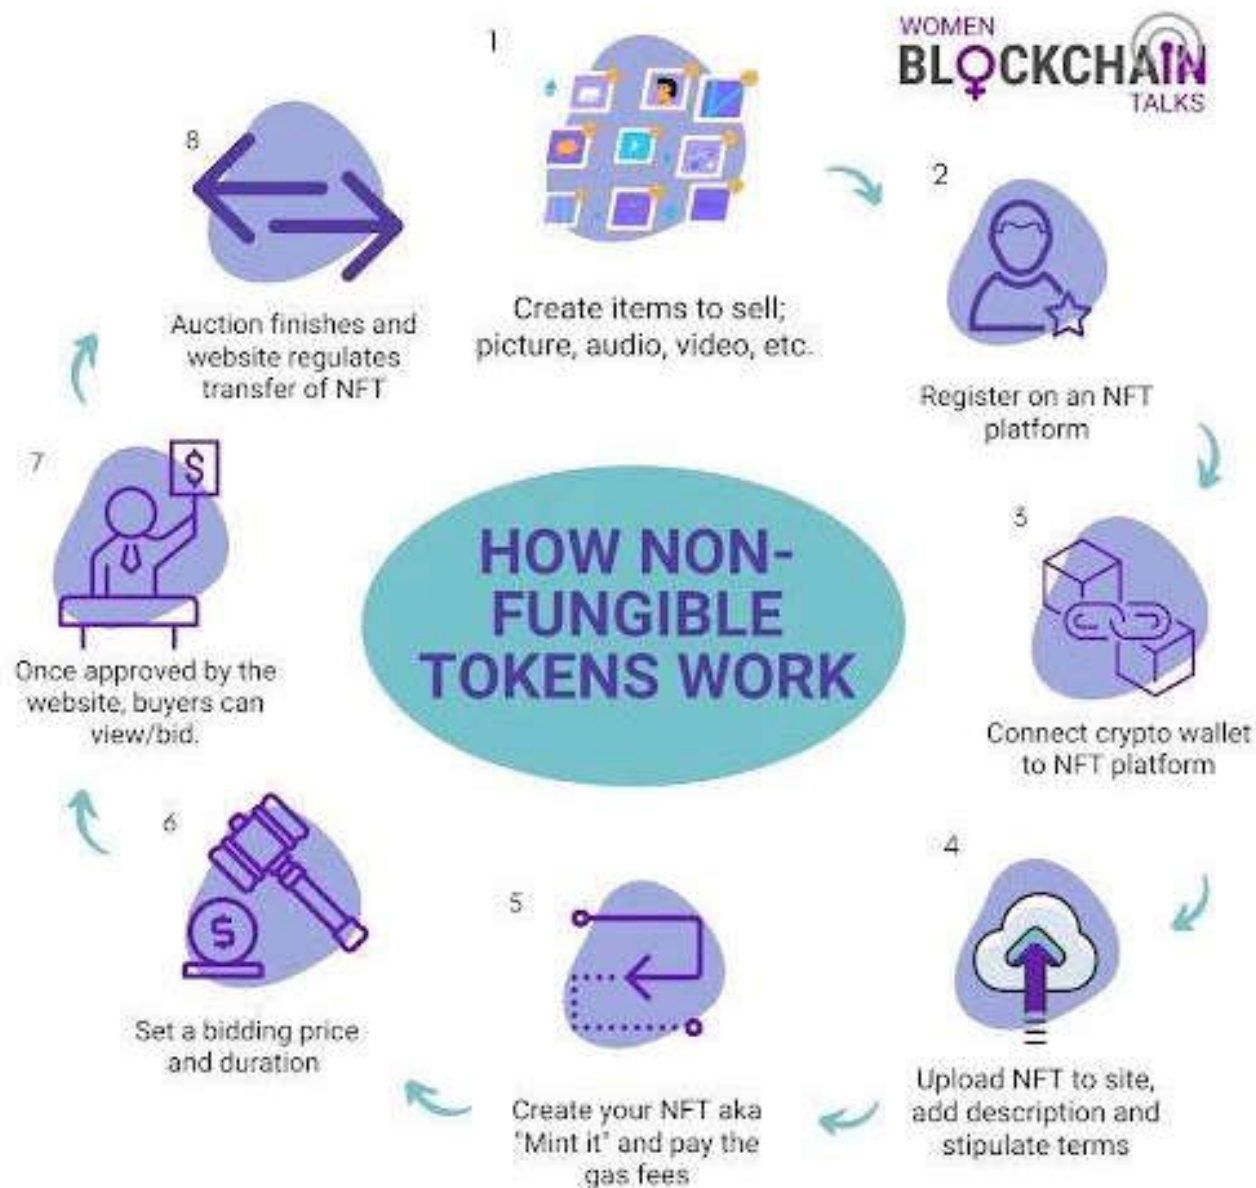 WOMEN
BLOCKCHAIN
TALKS
1
Create items to sell;
picture, audio, video, etc.
2
Register on an NFT
platform
3
Connect crypto wallet
to NFT platform
4
Upload NFT to site,
add description and
stipulate terms
5
Create your NFT aka
"Mint it" and pay the
gas fees
6
$
Set a bidding price
and duration
7
$
Once approved by the
website, buyers can
view/bid.
8
Auction finishes and
website regulates
transfer of NFT
HOW NON-
FUNGIBLE
TOKENS WORK